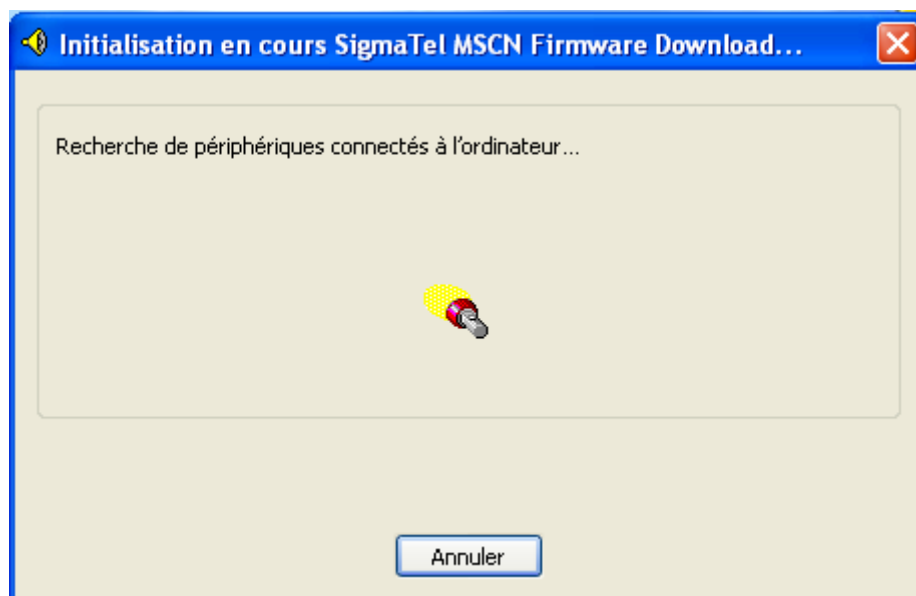 Initialisation en cours SigmaTel MSCN Firmware Download...
Recherche de périphériques connectés à l'ordinateur...
Annuler